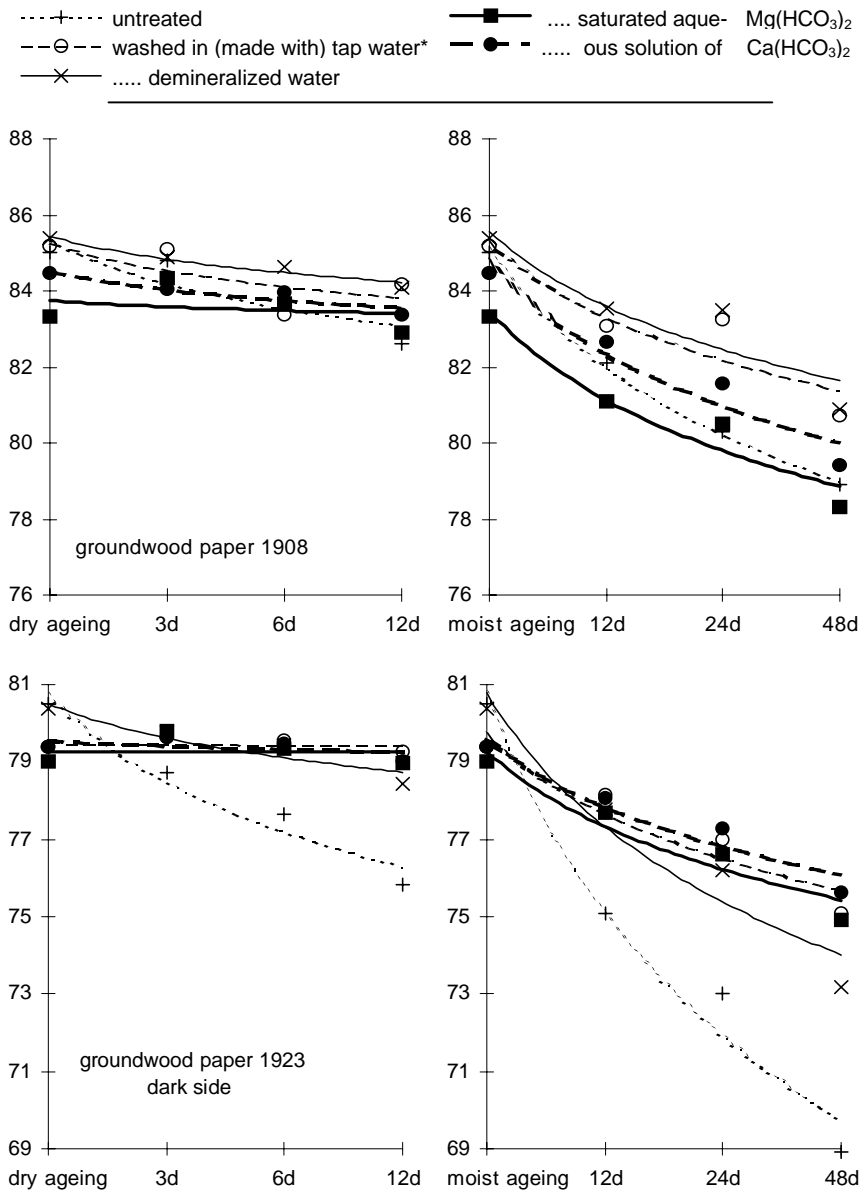 untreated
washed in (made with) tap water*
..... demineralized water
.... saturated aque- Mg(HCO₃)₂
..... ous solution of Ca(HCO₃)₂
88
86
84
82
80
78
76
groundwood paper 1908
dry ageing 3d 6d 12d
88
86
84
82
80
78
76
moist ageing 12d 24d 48d
81
79
77
75
73
71
69
groundwood paper 1923
dark side
dry ageing 3d 6d 12d
81
79
77
75
73
71
69
moist ageing 12d 24d 48d